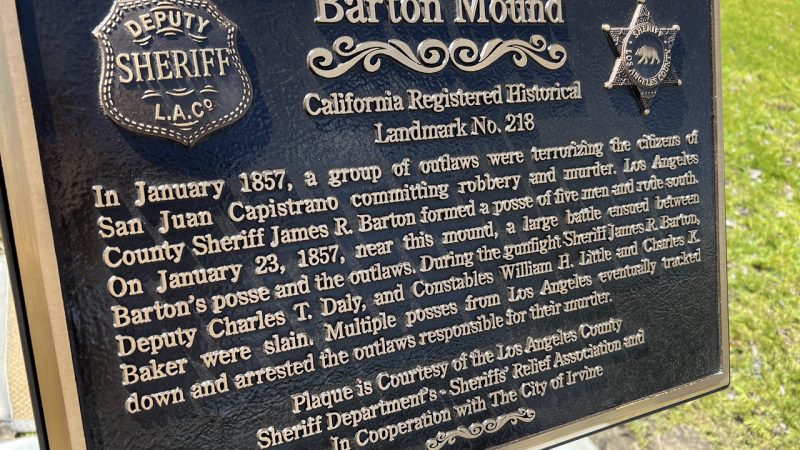 Barton Mound
DEPUTY
SHERIFF
L.A.Co
SHERIFF
LOS ANGELES COUNTY
California Registered Historical
Landmark No. 218
In January 1857, a group of outlaws were terrorizing the citizens of
San Juan Capistrano committing robbery and murder. Los Angeles
County Sheriff James R. Barton formed a posse of five men and rode south.
On January 23, 1857, near this mound, a large battle ensued between
Barton's posse and the outlaws. During the gunfight Sheriff James R. Barton,
Deputy Charles T. Daly, and Constables William H. Little and Charles K.
Baker were slain. Multiple posses from Los Angeles eventually tracked
down and arrested the outlaws responsible for their murder.
Plaque is Courtesy of the Los Angeles County
Sheriff Department's - Sheriffs' Relief Association and
In Cooperation with The City of Irvine